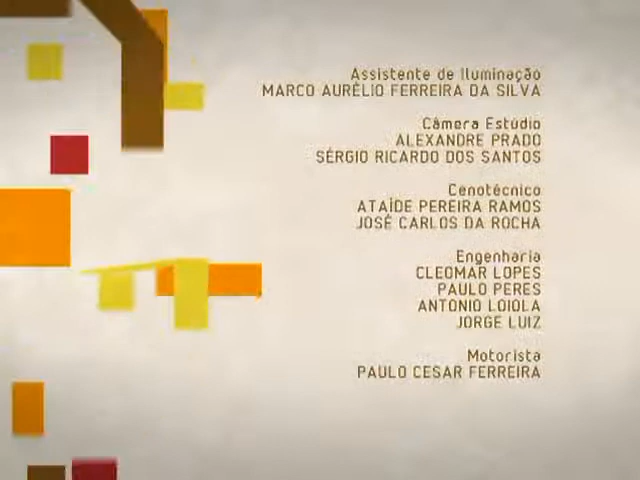 Assistente de Iluminação
MARCO AURÉLIO FERREIRA DA SILVA
Câmera Estúdio
ALEXANDRE PRADO
SÉRGIO RICARDO DOS SANTOS
Cenotécnico
ATAÍDE PEREIRA RAMOS
JOSÉ CARLOS DA ROCHA
Engenharia
CLEOMAR LOPES
PAULO PERES
ANTONIO LOIOLA
JORGE LUIZ
Motorista
PAULO CESAR FERREIRA